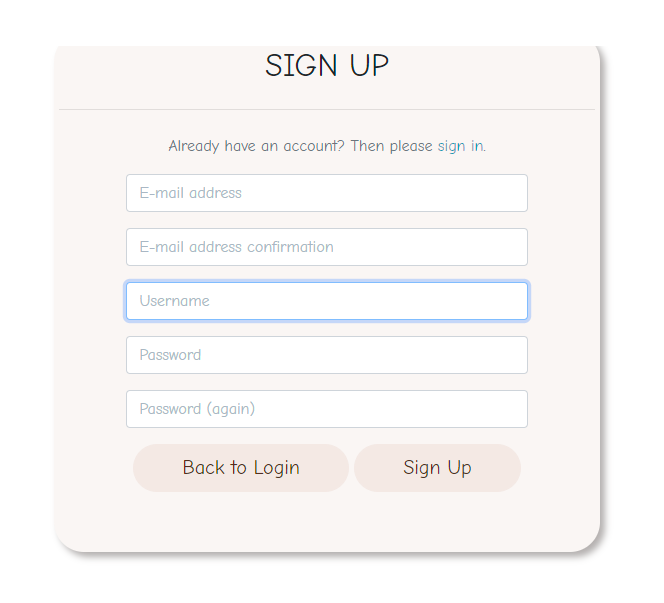 SIGN UP
Already have an account? Then please sign in.
E-mail address
E-mail address confirmation
Username
Password
Password (again)
Back to Login
Sign Up